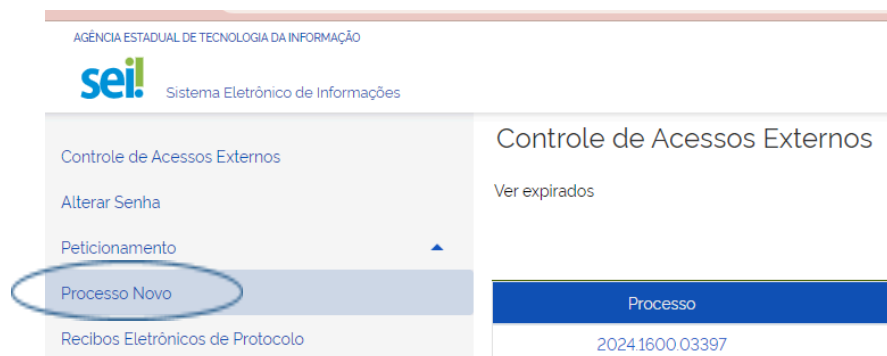 AGÊNCIA ESTADUAL DE TECNOLOGIA DA INFORMAÇÃO
sei!
Sistema Eletrônico de Informações
Controle de Acessos Externos
Alterar Senha
Peticionamento
Processo Novo
Recibos Eletrônicos de Protocolo
Controle de Acessos Externos
Ver expirados
Processo
2024.1600.03397